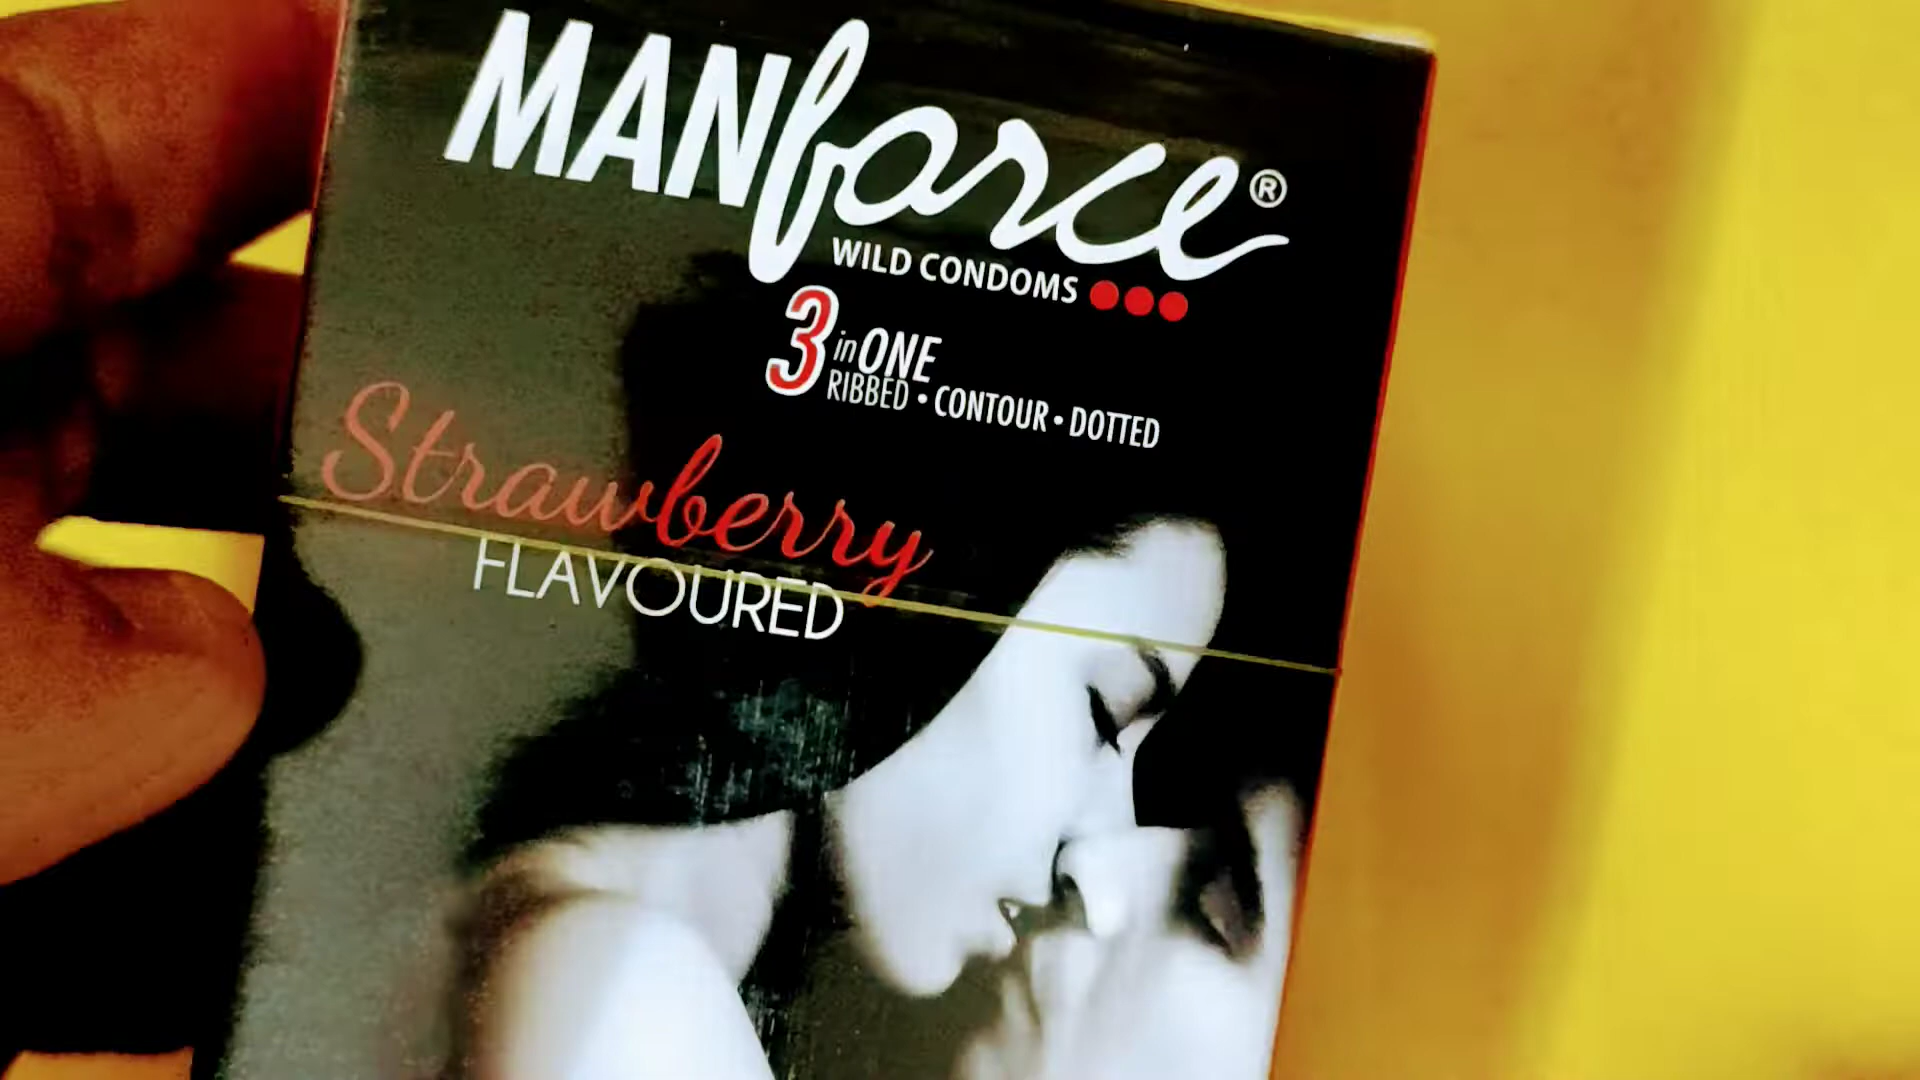 MANforce®
WILD CONDOMS
3 in ONE
RIBBED • CONTOUR • DOTTED
Strawberry
FLAVOURED